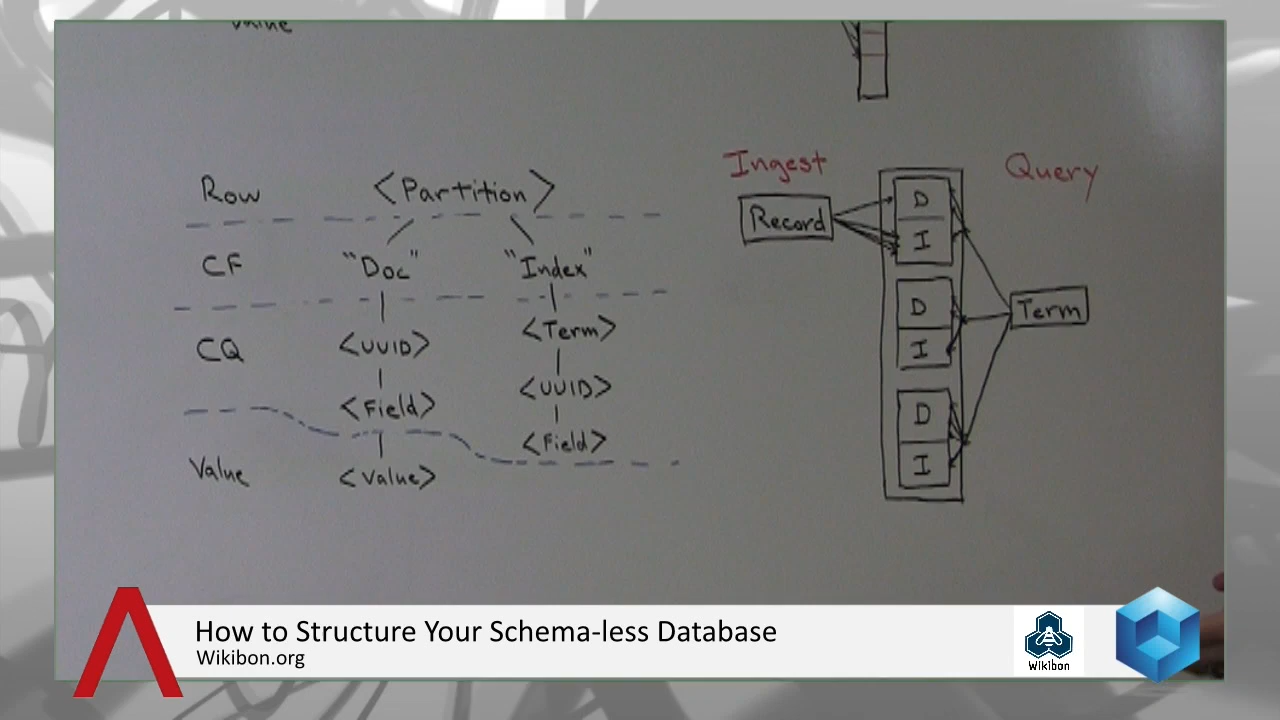 Value
Ingest Query
Row <Partition>
Record
D
I
CF "Doc" "Index"
D
I
Term
CQ <UUID> <Term>
<UUID>
<Field>
<Field>
D
I
Value <Value>
How to Structure Your Schema-less Database
Wikibon.org
Wikibon